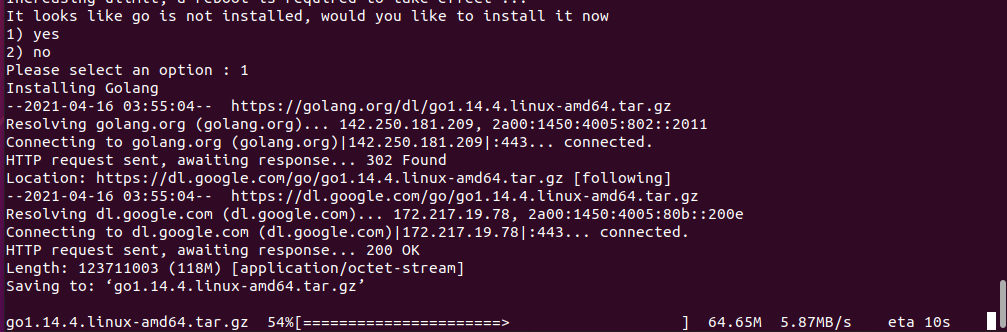 Increasing ulimit, a reboot is required to take effect ...
It looks like go is not installed, would you like to install it now
1) yes
2) no
Please select an option : 1
Installing Golang
--2021-04-16 03:55:04--  https://golang.org/dl/go1.14.4.linux-amd64.tar.gz
Resolving golang.org (golang.org)... 142.250.181.209, 2a00:1450:4005:802::2011
Connecting to golang.org (golang.org)|142.250.181.209|:443... connected.
HTTP request sent, awaiting response... 302 Found
Location: https://dl.google.com/go/go1.14.4.linux-amd64.tar.gz [following]
--2021-04-16 03:55:04--  https://dl.google.com/go/go1.14.4.linux-amd64.tar.gz
Resolving dl.google.com (dl.google.com)... 172.217.19.78, 2a00:1450:4005:80b::200e
Connecting to dl.google.com (dl.google.com)|172.217.19.78|:443... connected.
HTTP request sent, awaiting response... 200 OK
Length: 123711003 (118M) [application/octet-stream]
Saving to: ‘go1.14.4.linux-amd64.tar.gz’
go1.14.4.linux-amd64.tar.gz  54%[======================>                    ]  64.65M  5.87MB/s    eta 10s